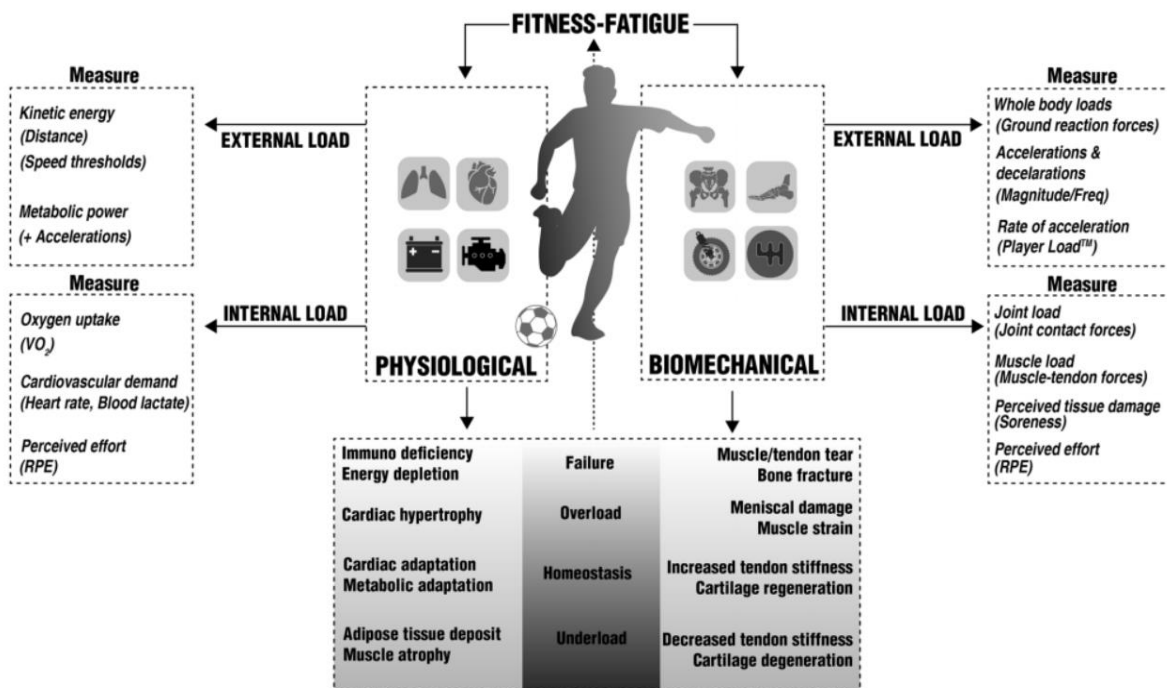 FITNESS-FATIGUE
Measure
Kinetic energy
(Distance)
(Speed thresholds)
Metabolic power
(+ Accelerations)
EXTERNAL LOAD
Measure
Oxygen uptake
(VO2)
Cardiovascular demand
(Heart rate, Blood lactate)
Perceived effort
(RPE)
INTERNAL LOAD
PHYSIOLOGICAL
BIOMECHANICAL
EXTERNAL LOAD
Measure
Whole body loads
(Ground reaction forces)
Accelerations &
decelarations
(Magnitude/Freq)
Rate of acceleration
(Player Load™)
INTERNAL LOAD
Measure
Joint load
(Joint contact forces)
Muscle load
(Muscle-tendon forces)
Perceived tissue damage
(Soreness)
Perceived effort
(RPE)
Immuno deficiency
Energy depletion
Failure
Muscle/tendon tear
Bone fracture
Cardiac hypertrophy
Overload
Meniscal damage
Muscle strain
Cardiac adaptation
Metabolic adaptation
Homeostasis
Increased tendon stiffness
Cartilage regeneration
Adipose tissue deposit
Muscle atrophy
Underload
Decreased tendon stiffness
Cartilage degeneration